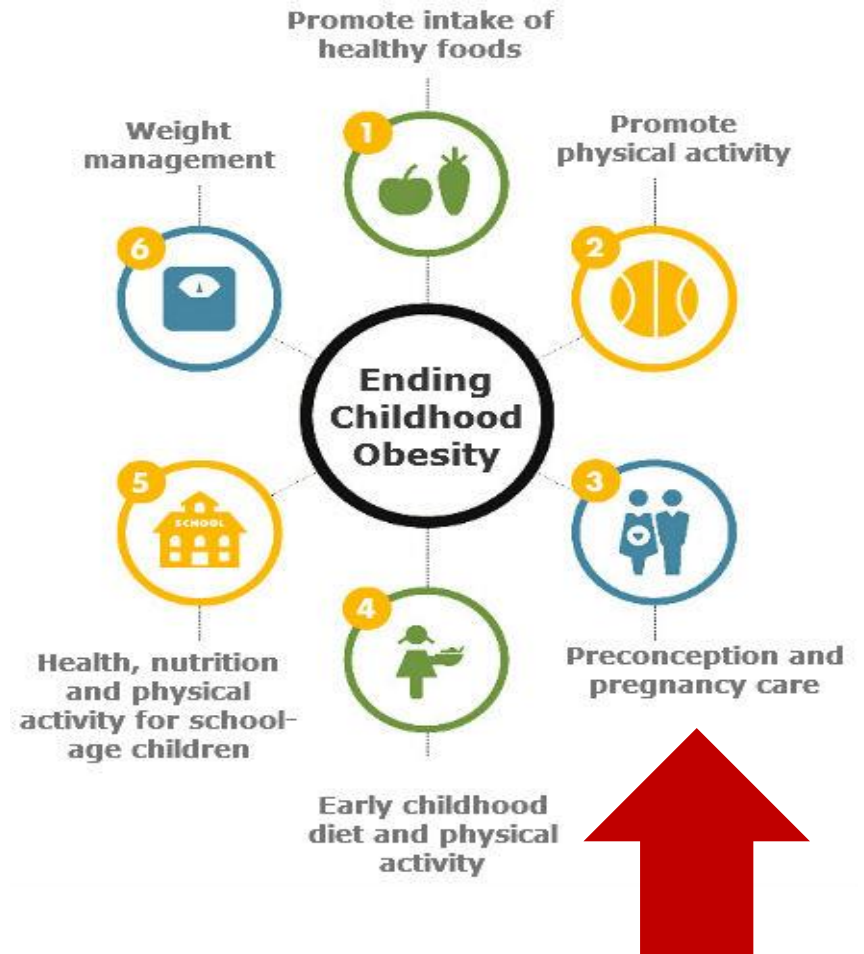 Promote intake of
healthy foods
1
Promote
physical activity
2
Weight
management
6
Ending
Childhood
Obesity
3
Preconception and
pregnancy care
5
SCHOOL
Health, nutrition
and physical
activity for school-
age children
4
Early childhood
diet and physical
activity